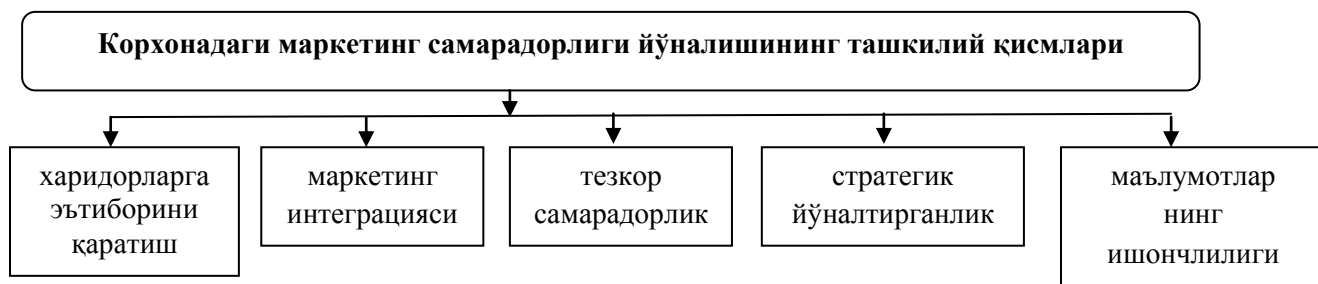 Корхонадаги маркетинг самарадорлиги йўналишининг ташкилий қисмлари
харидорларга
эътиборини
қаратиш
маркетинг
интеграцияси
тезкор
самарадорлик
стратегик
йўналтирганлик
маълумотлар
нинг
ишончлилиги